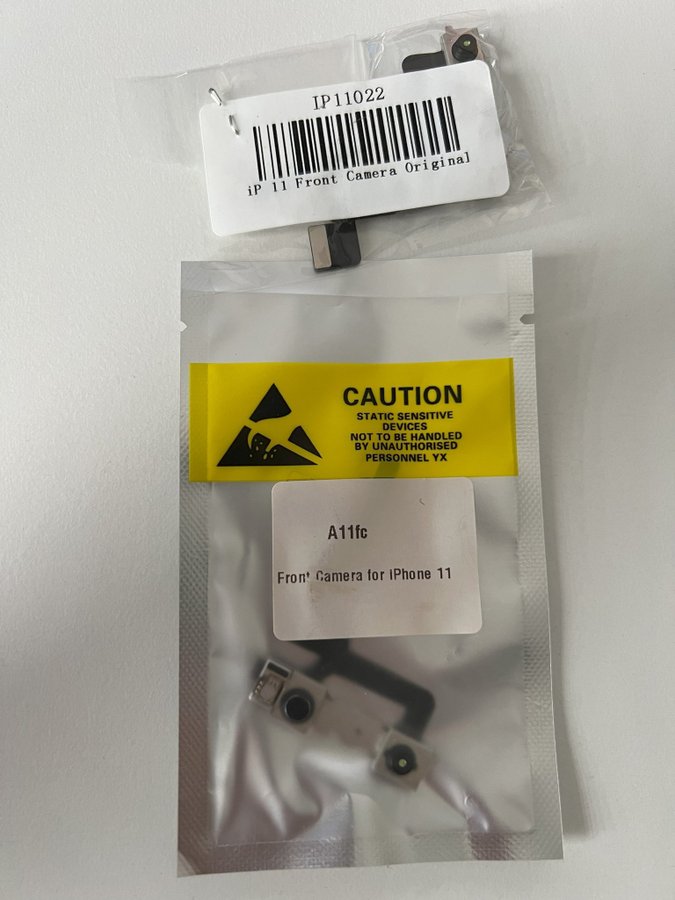 IP11022
iP 11 Front Camera Original
CAUTION
STATIC SENSITIVE
DEVICES
NOT TO BE HANDLED
BY UNAUTHORISED
PERSONNEL YX
A11fc
Front Camera for iPhone 11